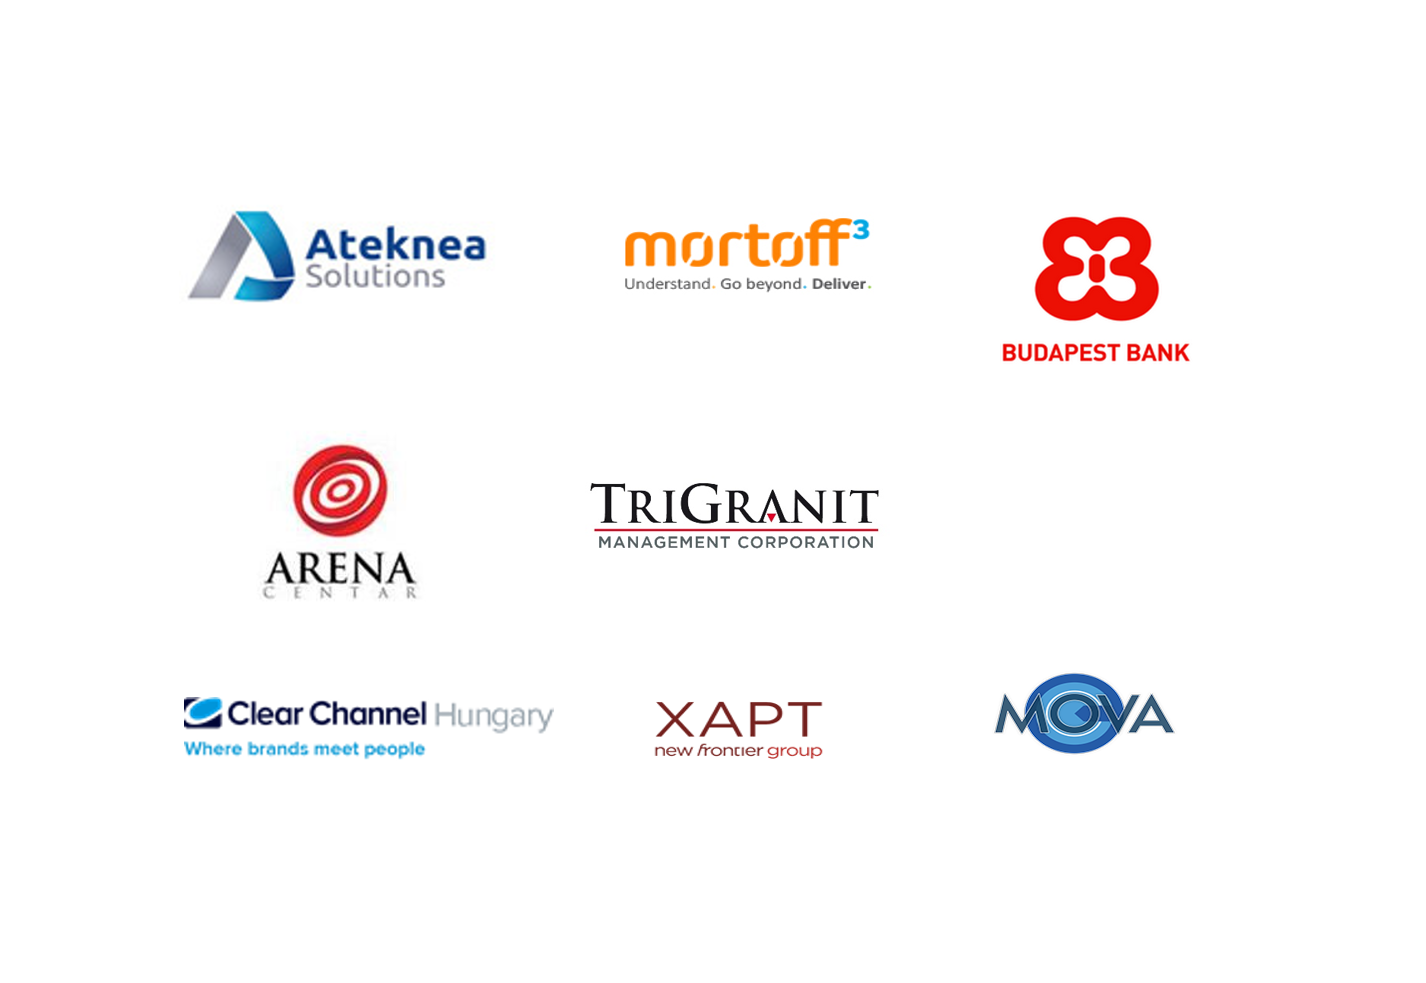 Ateknea
Solutions
mortoff3
Understand. Go beyond. Deliver.
BUDAPEST BANK
ARENA
CENTAR
TRIGRANIT
MANAGEMENT CORPORATION
Clear Channel Hungary
Where brands meet people
XAPT
new frontier group
MOVA